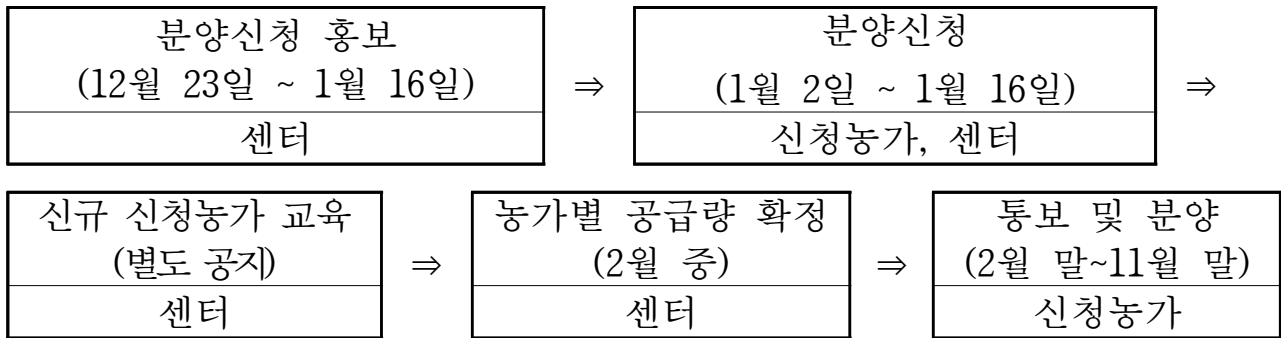 분양신청 홍보
(12월 23일 ~ 1월 16일)
센터
⇒
분양신청
(1월 2일 ~ 1월 16일)
신청농가, 센터
⇒
신규 신청농가 교육
(별도 공지)
센터
⇒
농가별 공급량 확정
(2월 중)
센터
⇒
통보 및 분양
(2월 말~11월 말)
신청농가